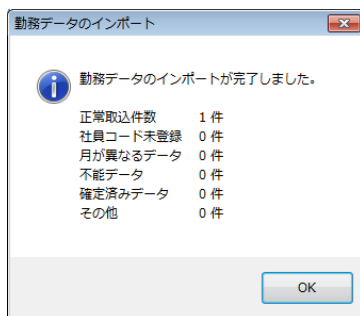 勤務データのインポート
勤務データのインポートが完了しました。
正常取込件数 1 件
社員コード未登録 0 件
月が異なるデータ 0 件
不能データ 0 件
確定済みデータ 0 件
その他 0 件
OK